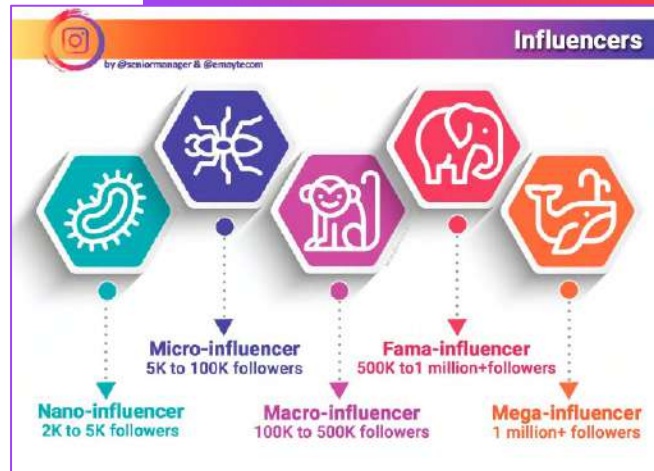 Influencers
by @seniormanager & @emaytecom
Micro-influencer
5K to 100K followers
Fama-influencer
500K to1 million+followers
Nano-influencer
2K to 5K followers
Macro-influencer
100K to 500K followers
Mega-influencer
1 million+ followers